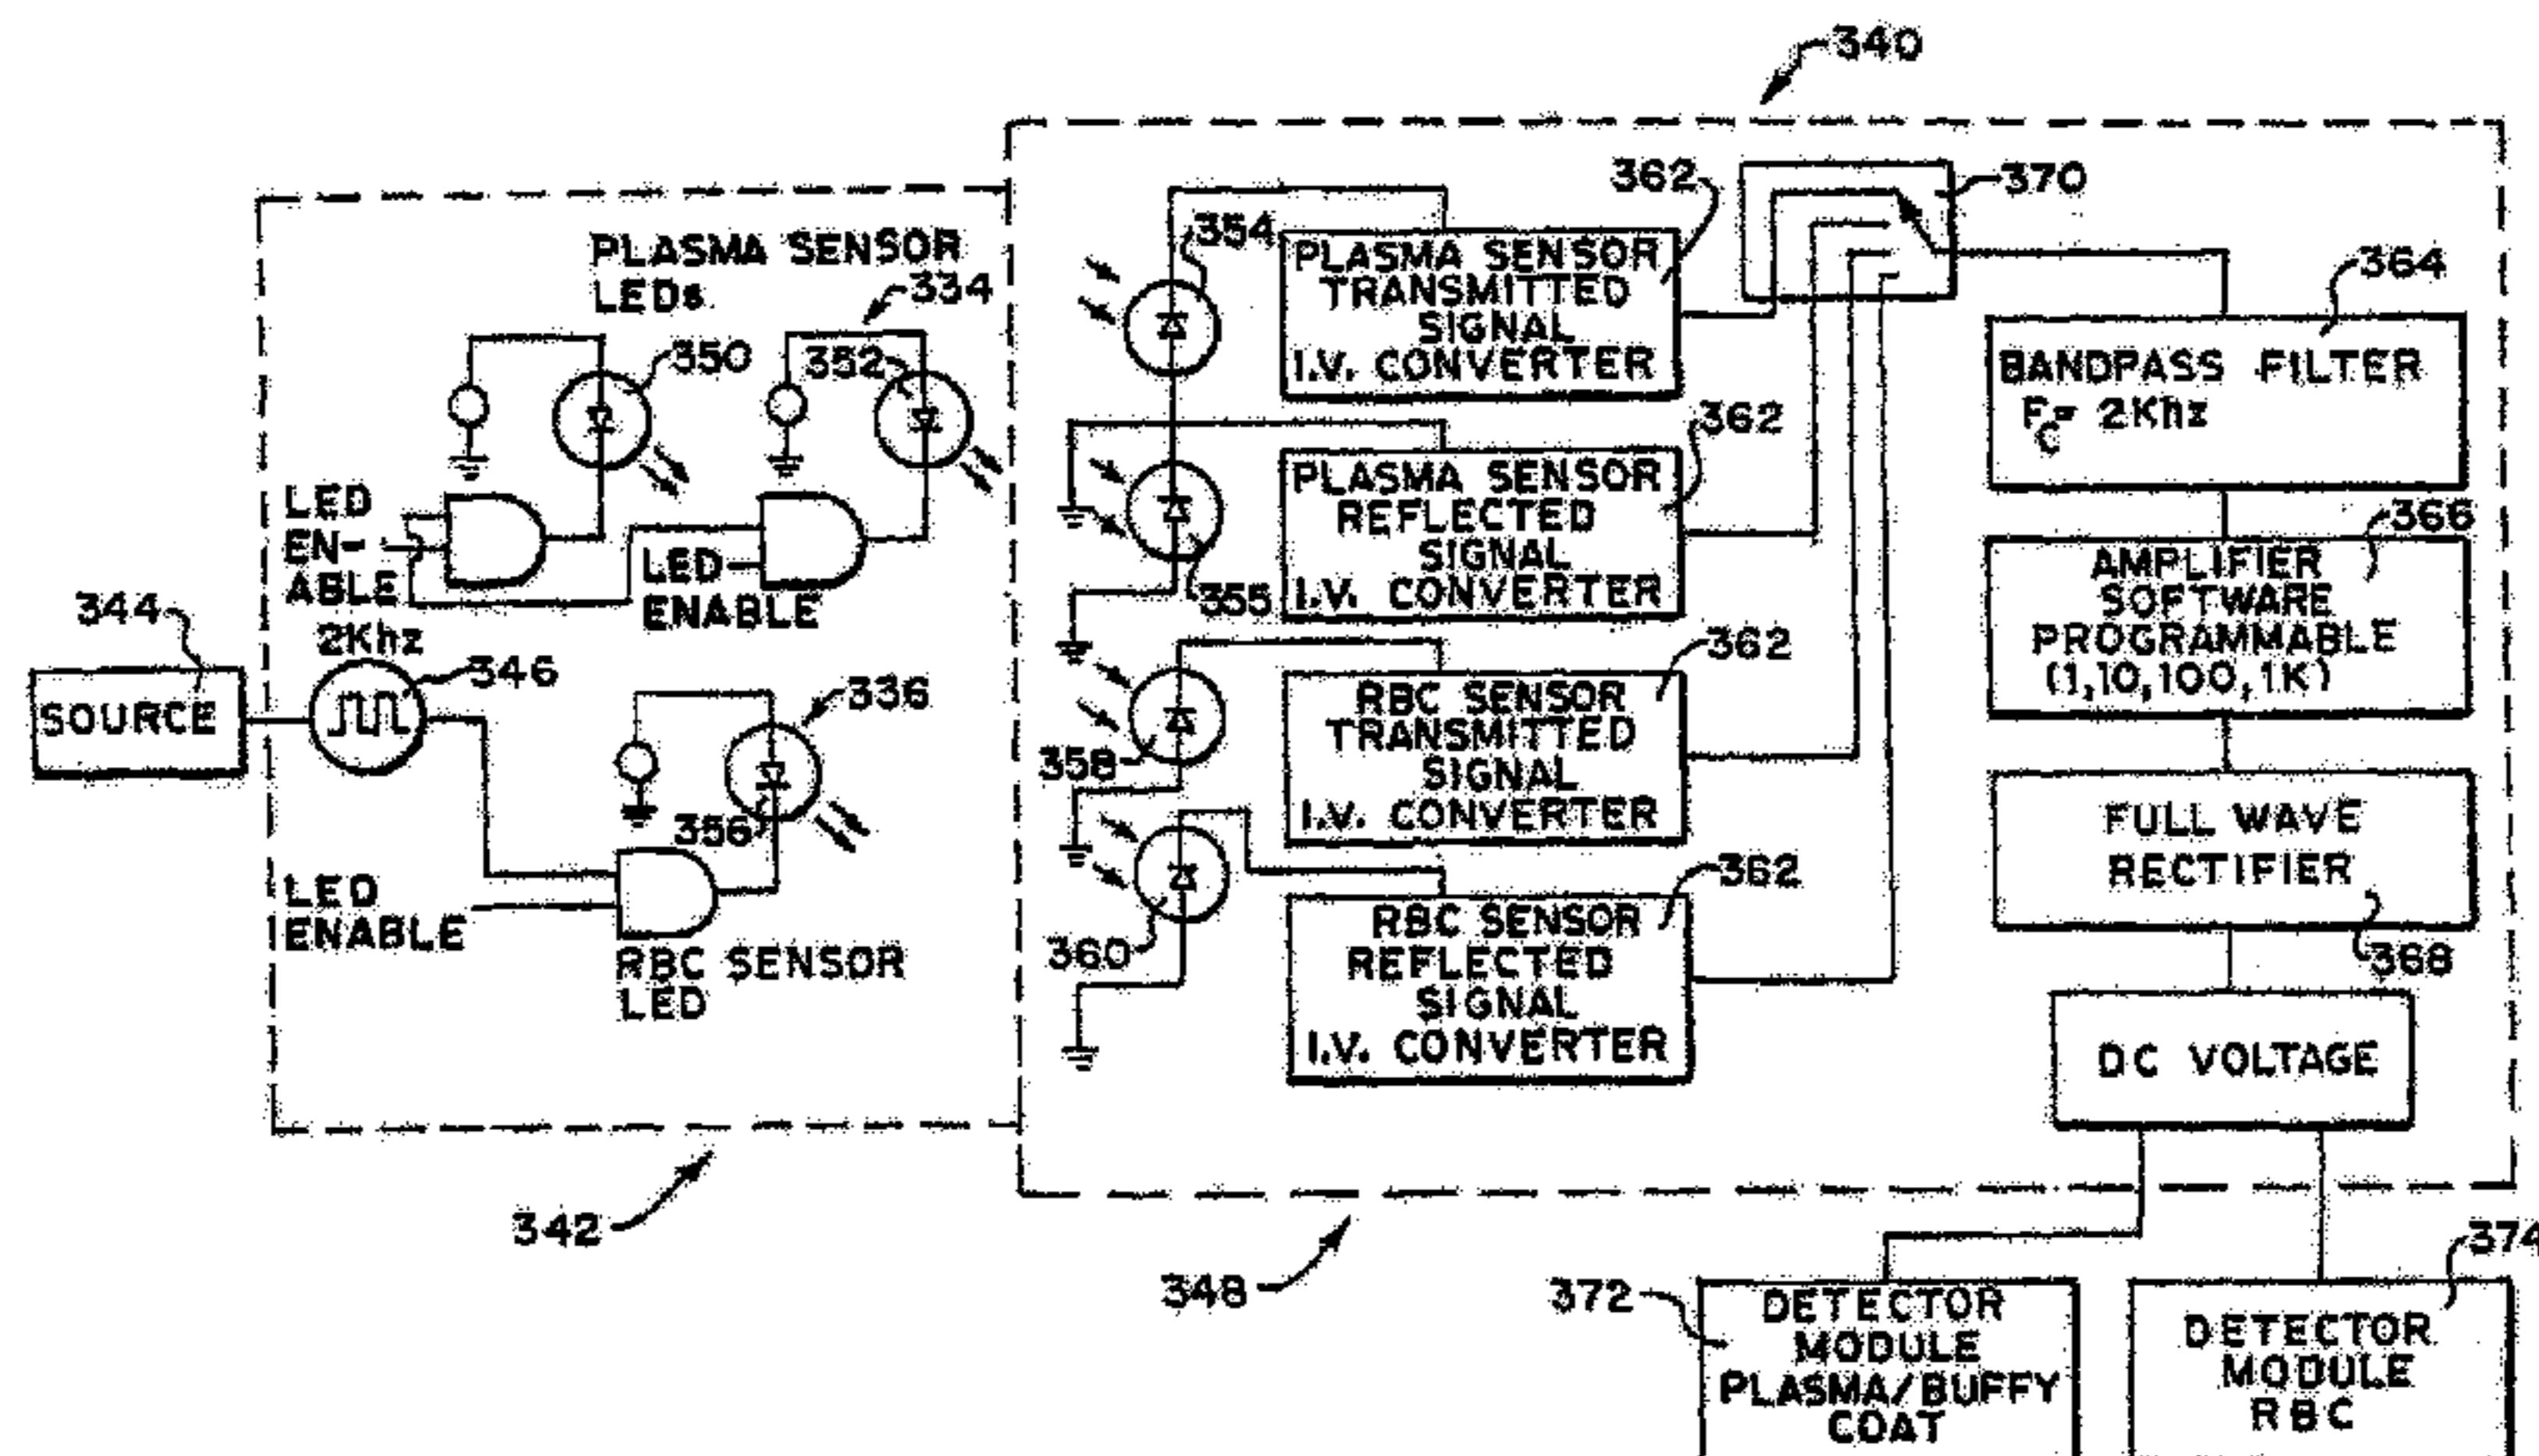 340
PLASMA SENSOR
LEDs
334
350
352
LED
EN-
ABLE
LED
ENABLE
344
SOURCE
2Khz
346
336
356
LED
ENABLE
RBC SENSOR
LED
342
354
355
358
360
362
PLASMA SENSOR
TRANSMITTED
SIGNAL
I.V. CONVERTER
362
PLASMA SENSOR
REFLECTED
SIGNAL
I.V. CONVERTER
362
RBC SENSOR
TRANSMITTED
SIGNAL
I.V. CONVERTER
362
RBC SENSOR
REFLECTED
SIGNAL
I.V. CONVERTER
370
364
BANDPASS FILTER
FC= 2Khz
366
AMPLIFIER
SOFTWARE
PROGRAMMABLE
(1,10,100,1K)
FULL WAVE
RECTIFIER
368
DC VOLTAGE
348
372
DETECTOR
MODULE
PLASMA/BUFFY
COAT
374
DETECTOR
MODULE
RBC